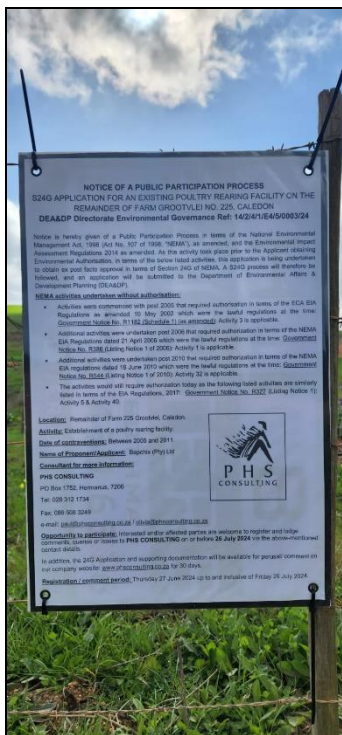 NOTICE OF A PUBLIC PARTICIPATION PROCESS
S24G APPLICATION FOR AN EXISTING POULTRY REARING FACILITY ON THE
REMAINDER OF FARM GROOTVLEI NO. 225, CALEDON
DEA&DP Directorate Environmental Governance Ref: 14/2/4/1/E/5/0003/24
Notice is hereby given of a Public Participation Process in terms of the National Environmental
Management Act, 1998 (Act No. 107 of 1998; "NEMA"), as amended, and the Environmental Impact
Assessment Regulations 2014 as amended. As the activity took place prior to the Applicant obtaining
Environmental Authorisation, in terms of the below listed activities, this application is being undertaken
to obtain ex post facto approval in terms of Section 24G of NEMA. A S24G process will therefore be
followed, and an application will be submitted to the Department of Environmental Affairs &
Development Planning (DEA&DP).
NEMA activities undertaken without authorisation:
• Activities were commenced with post 2005 that required authorisation in terms of the ECA EIA
Regulations as amended 10 May 2002 which were the lawful regulations at the time:
Government Notice No. R1182 (Schedule 1) (as amended): Activity 3 is applicable.
• Additional activities were undertaken post 2006 that required authorisation in terms of the NEMA
EIA Regulations dated 21 April 2006 which were the lawful regulations at the time: Government
Notice No. R386 (Listing Notice 1 of 2006): Activity 1 is applicable.
• Additional activities were undertaken post 2010 that required authorisation in terms of the NEMA
EIA regulations dated 18 June 2010 which were the lawful regulations at the time: Government
Notice No. R544 (Listing Notice 1 of 2010): Activity 32 is applicable.
• The activities would still require authorisation today as the following listed activities are similarly
listed in terms of the EIA Regulations, 2017: Government Notice No. R327 (Listing Notice 1):
Activity 5 & Activity 40.
Location: Remainder of Farm 225 Grootvlei, Caledon.
Activity: Establishment of a poultry rearing facility.
Date of contraventions: Between 2005 and 2011.
Name of Proponent/Applicant: Bapchix (Pty) Ltd
Consultant for more information:
PHS CONSULTING
PO Box 1752, Hermanus, 7200
Tel: 028 312 1734
Fax: 086 508 3249
e-mail: paul@phsconsulting.co.za / olivia@phsconsulting.co.za
PHS
CONSULTING
Opportunity to participate: Interested and/or affected parties are welcome to register and lodge
comments, queries or issues to PHS CONSULTING on or before 26 July 2024 via the above-mentioned
contact details.
In addition, the 24G Application and supporting documentation will be available for perusal comment on
our company website www.phsconsulting.co.za for 30 days.
Registration / comment period: Thursday 27 June 2024 up to and inclusive of Friday 26 July 2024